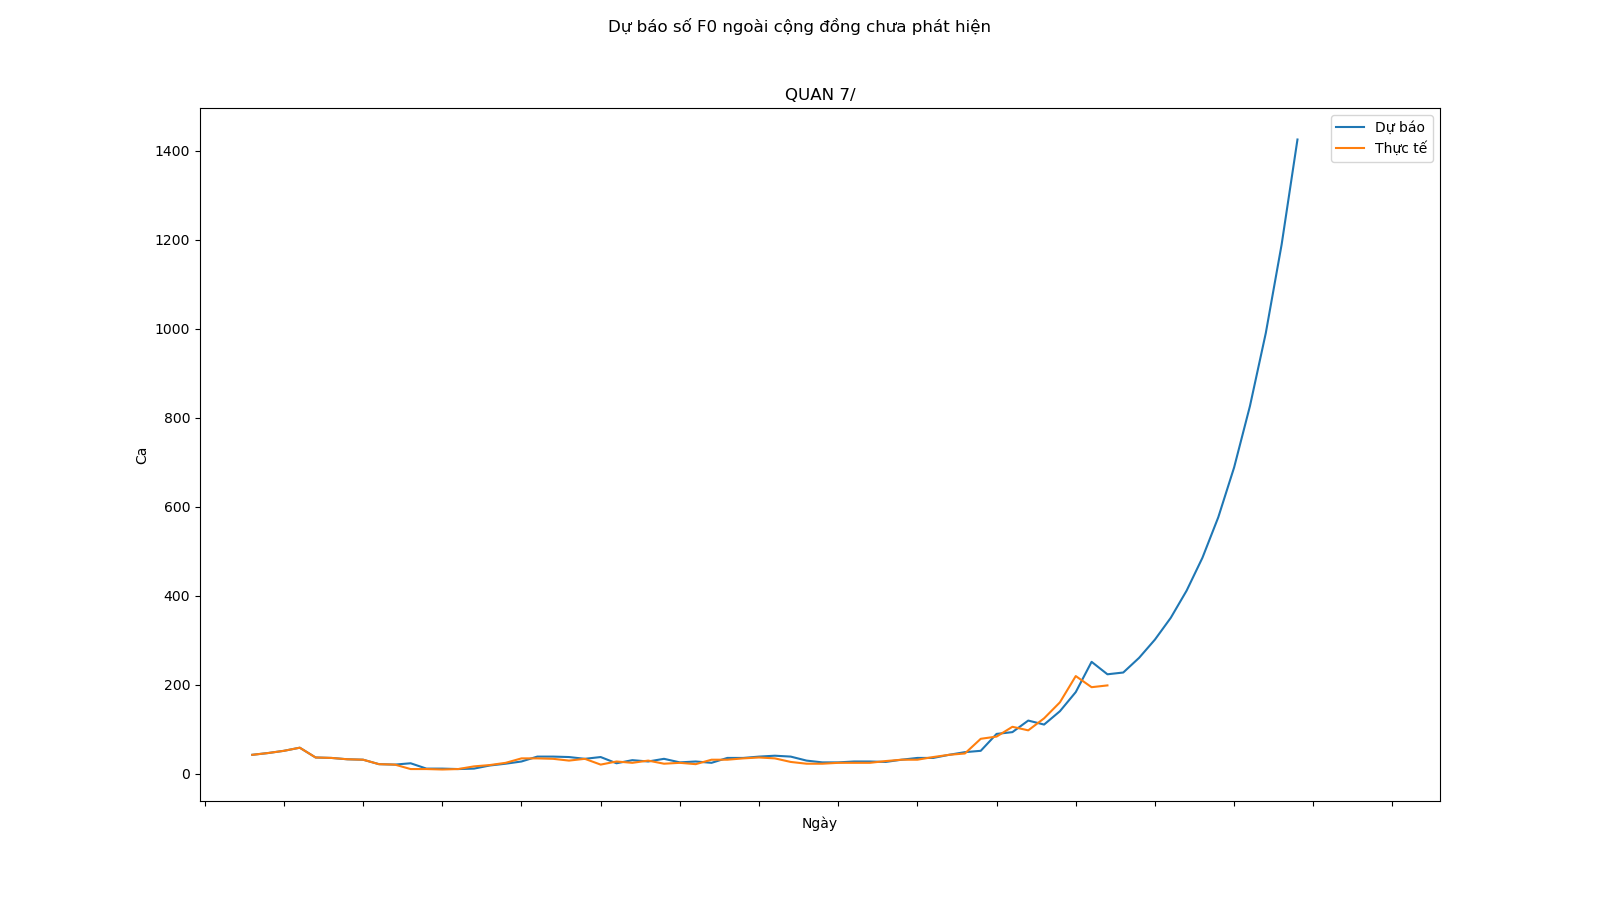 Dự báo số F0 ngoài cộng đồng chưa phát hiện
QUAN 7/
Dự báo
Thực tế
1400
1200
1000
800
600
400
200
0
Ca
Ngày